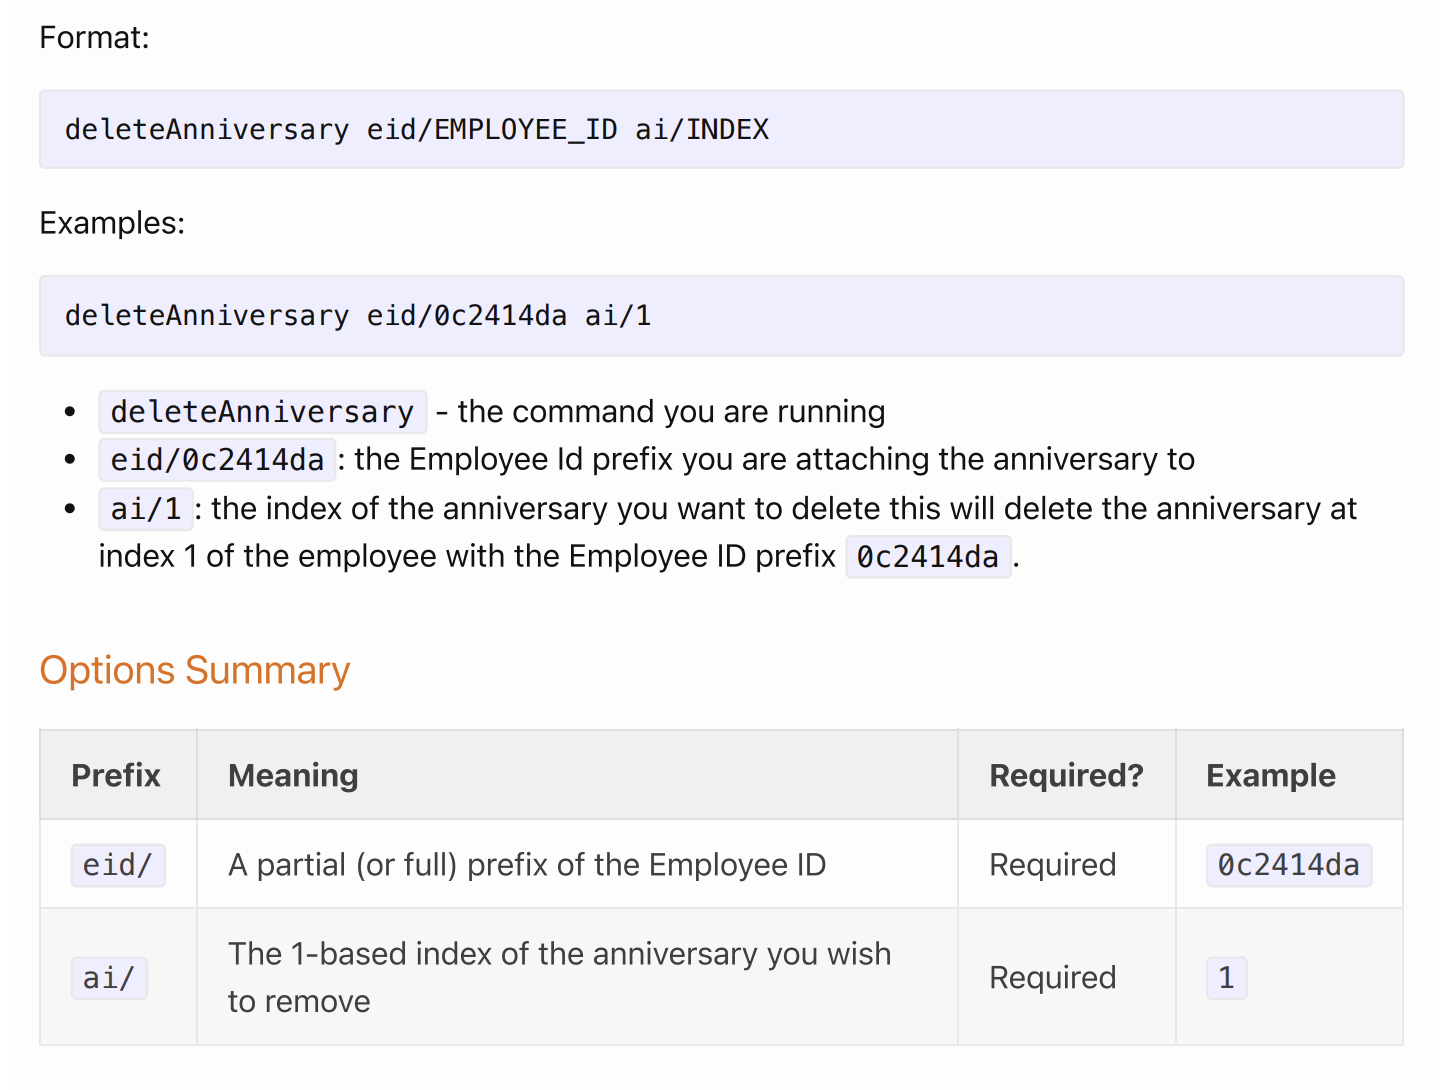 Format:
deleteAnniversary eid/EMPLOYEE_ID ai/INDEX
Examples:
deleteAnniversary eid/0c2414da ai/1
deleteAnniversary - the command you are running
eid/0c2414da : the Employee Id prefix you are attaching the anniversary to
ai/1 : the index of the anniversary you want to delete this will delete the anniversary at
index 1 of the employee with the Employee ID prefix 0c2414da .
Options Summary
Prefix Meaning Required? Example
eid/ A partial (or full) prefix of the Employee ID Required 0c2414da
ai/ The 1-based index of the anniversary you wish
to remove Required 1